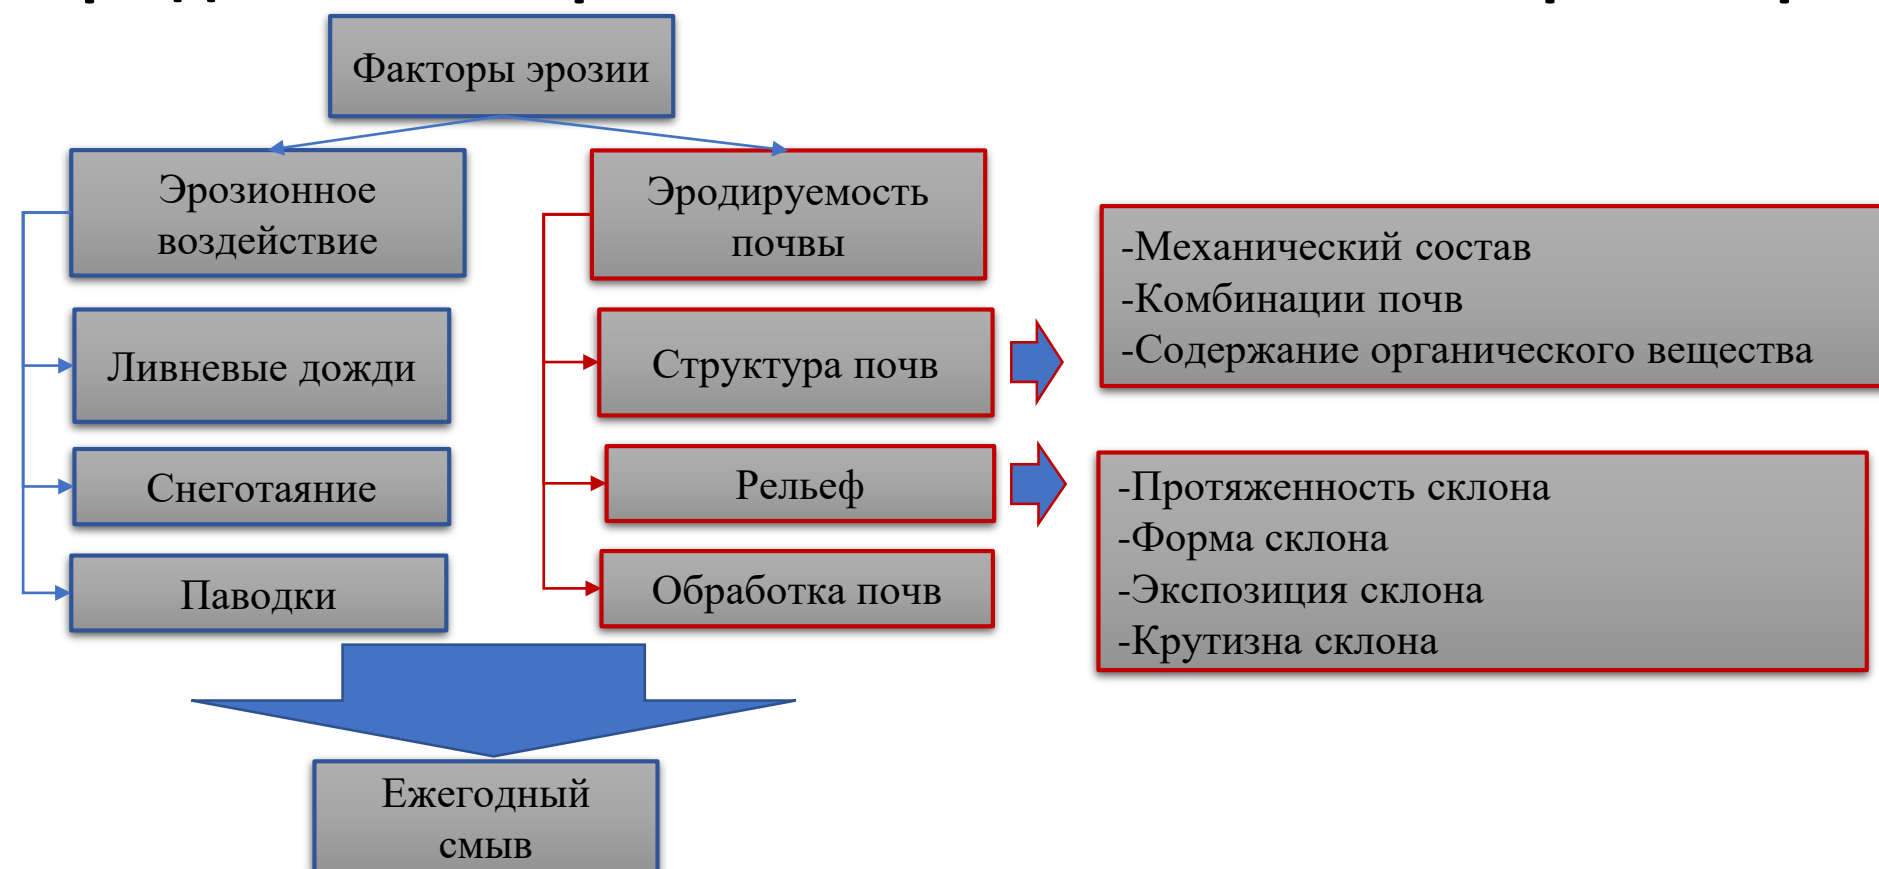 Факторы эрозии
Эрозионное
воздействие
Ливневые дожди
Снеготаяние
Паводки
Эродируемость
почвы
Структура почв
Рельеф
Обработка почв
-Механический состав
-Комбинации почв
-Содержание органического вещества
-Протяженность склона
-Форма склона
-Экспозиция склона
-Крутизна склона
Ежегодный
смыв